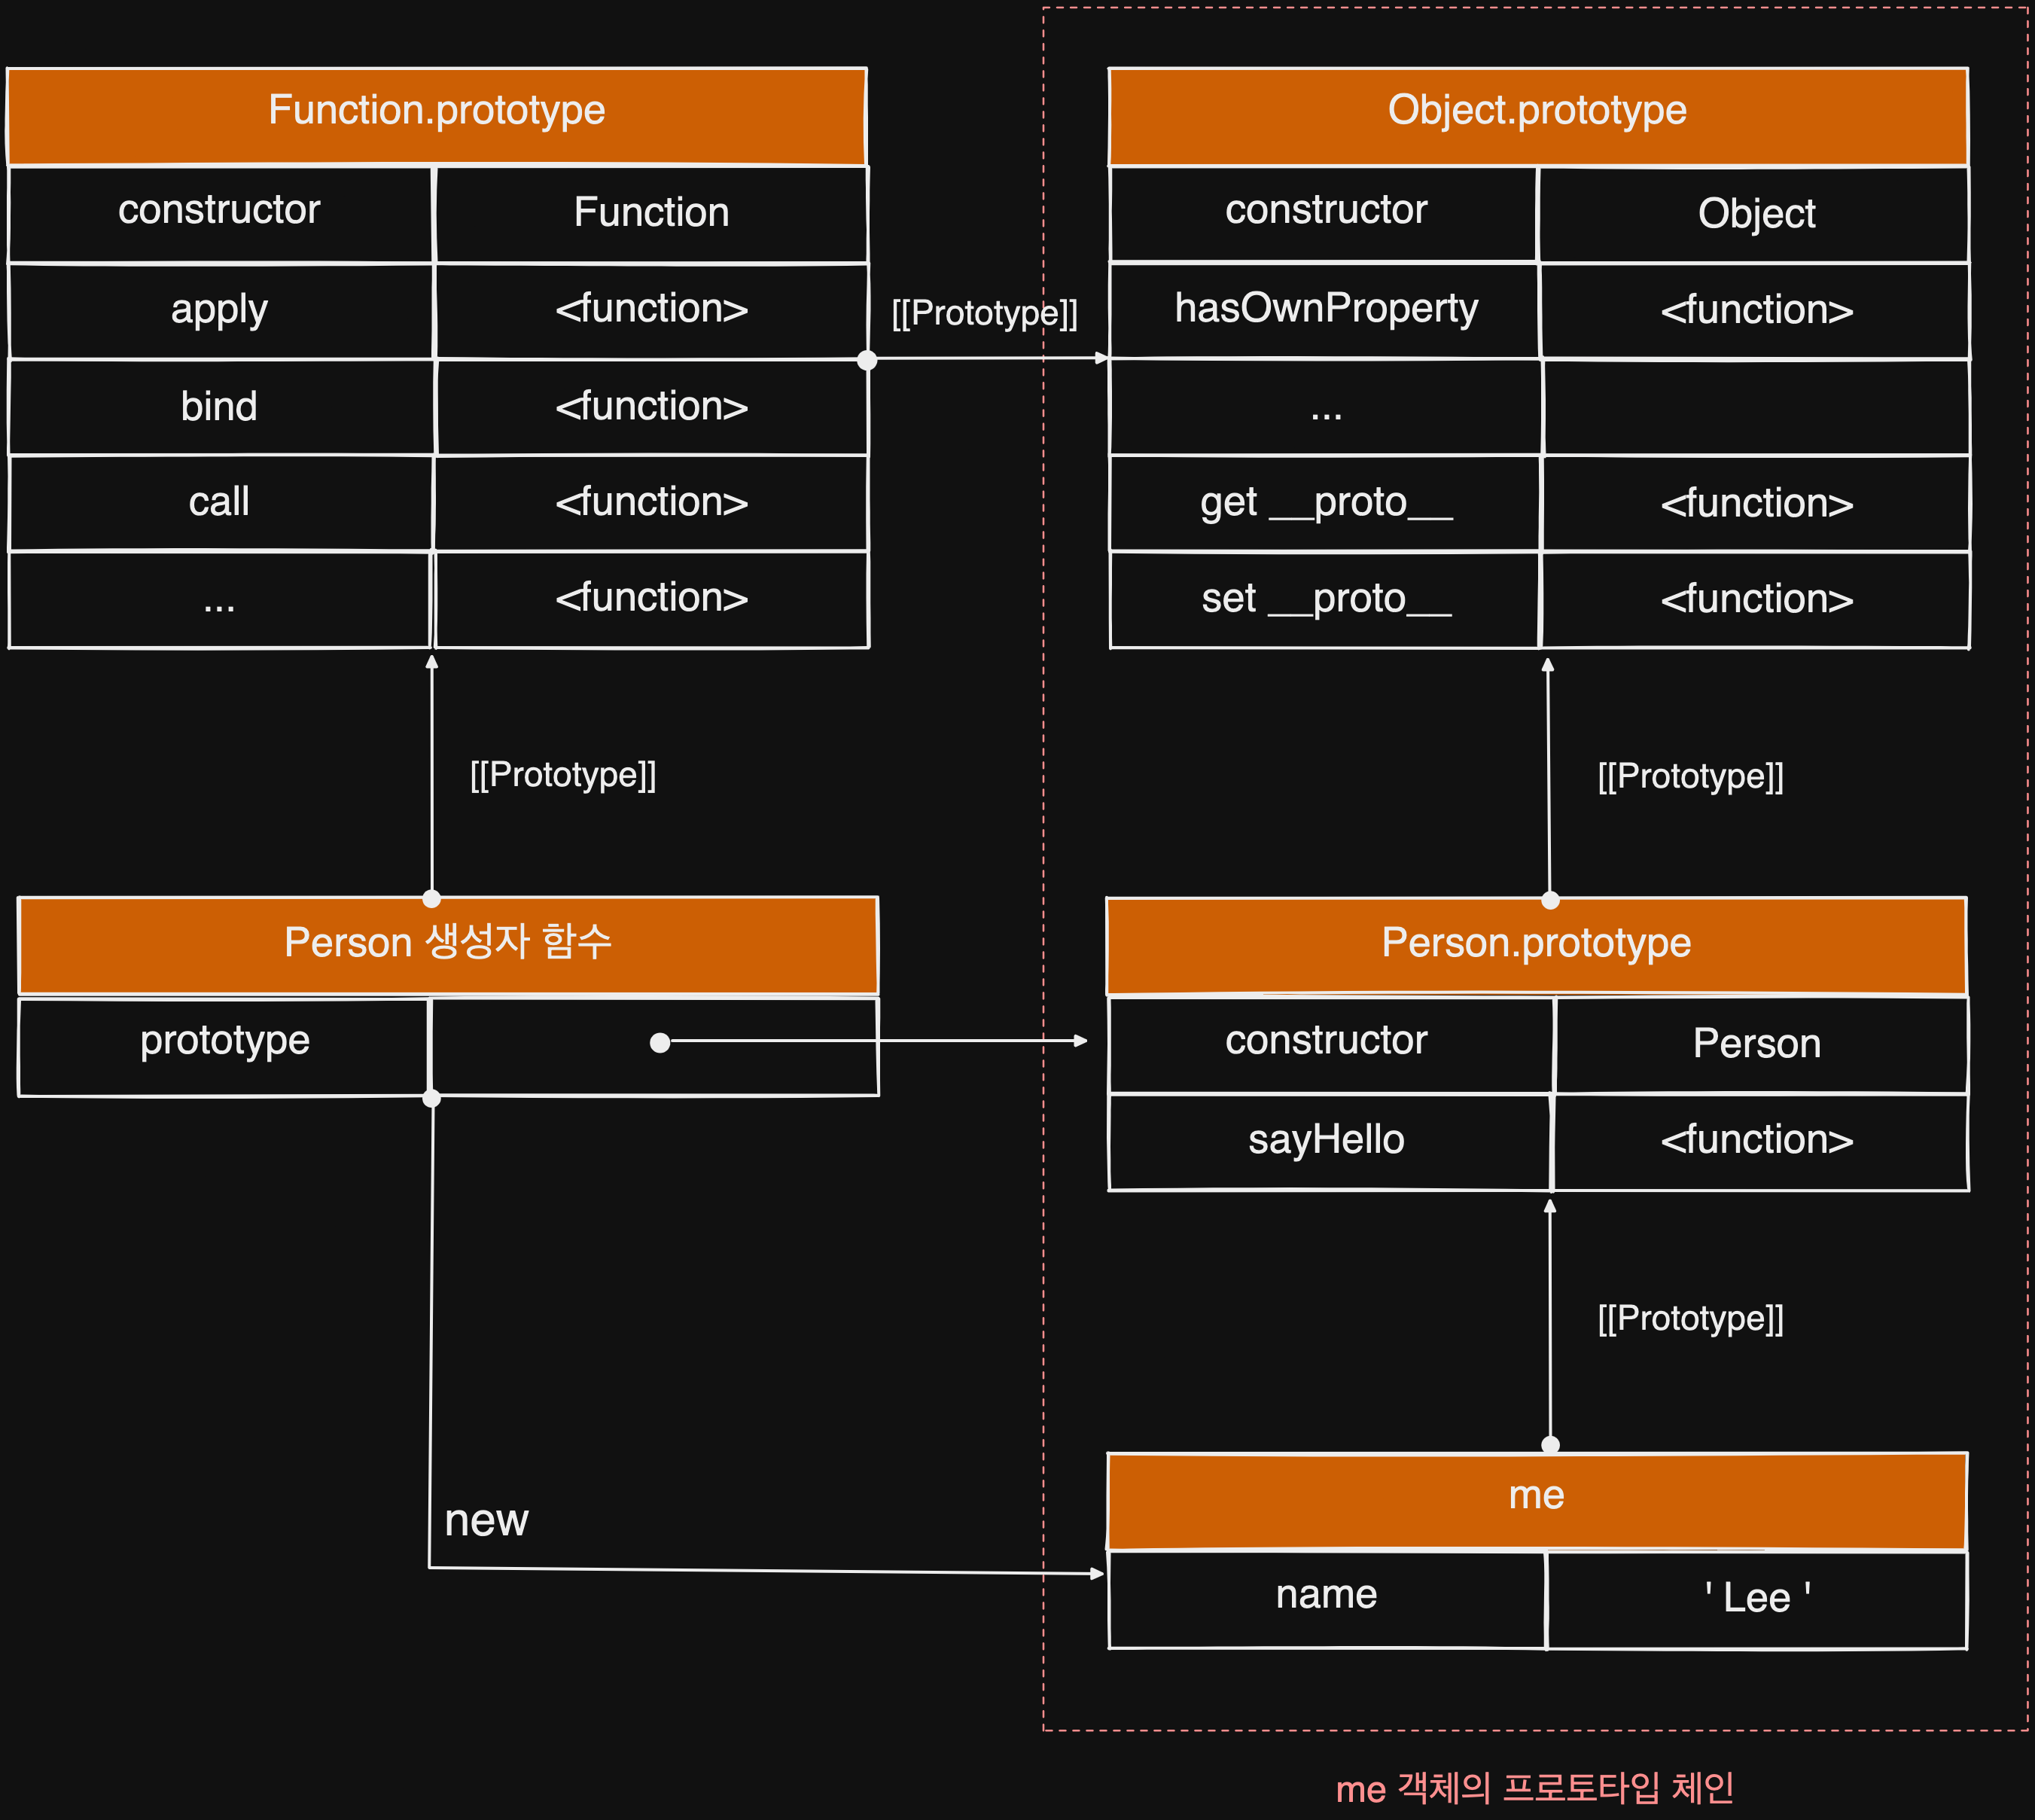 Function.prototype
constructor
Function
apply
<function>
bind
<function>
call
<function>
...
<function>
[[Prototype]]
Object.prototype
constructor
Object
hasOwnProperty
<function>
...
get __proto__
<function>
set __proto__
<function>
[[Prototype]]
[[Prototype]]
Person 생성자 함수
prototype
Person.prototype
constructor
Person
sayHello
<function>
[[Prototype]]
new
me
name
' Lee '
me 객체의 프로토타입 체인